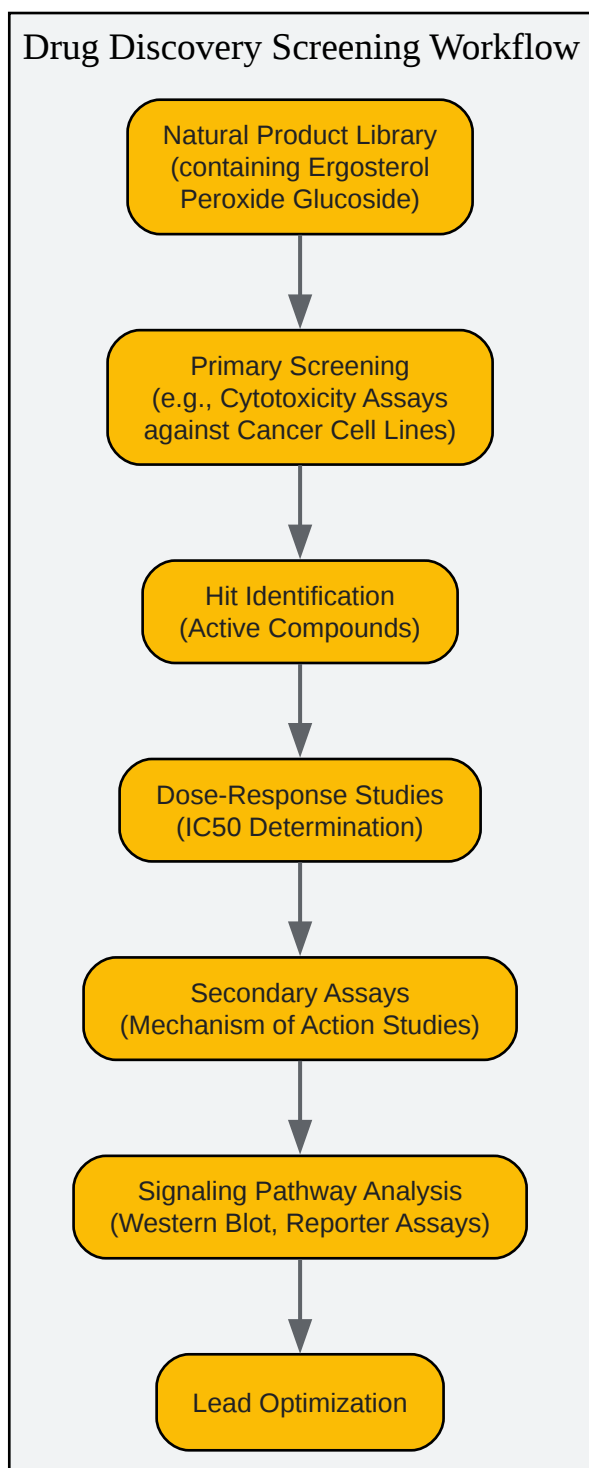 Drug Discovery Screening Workflow
Natural Product Library
(containing Ergosterol
Peroxide Glucoside)
Primary Screening
(e.g., Cytotoxicity Assays
against Cancer Cell Lines)
Hit Identification
(Active Compounds)
Dose-Response Studies
(IC50 Determination)
Secondary Assays
(Mechanism of Action Studies)
Signaling Pathway Analysis
(Western Blot, Reporter Assays)
Lead Optimization